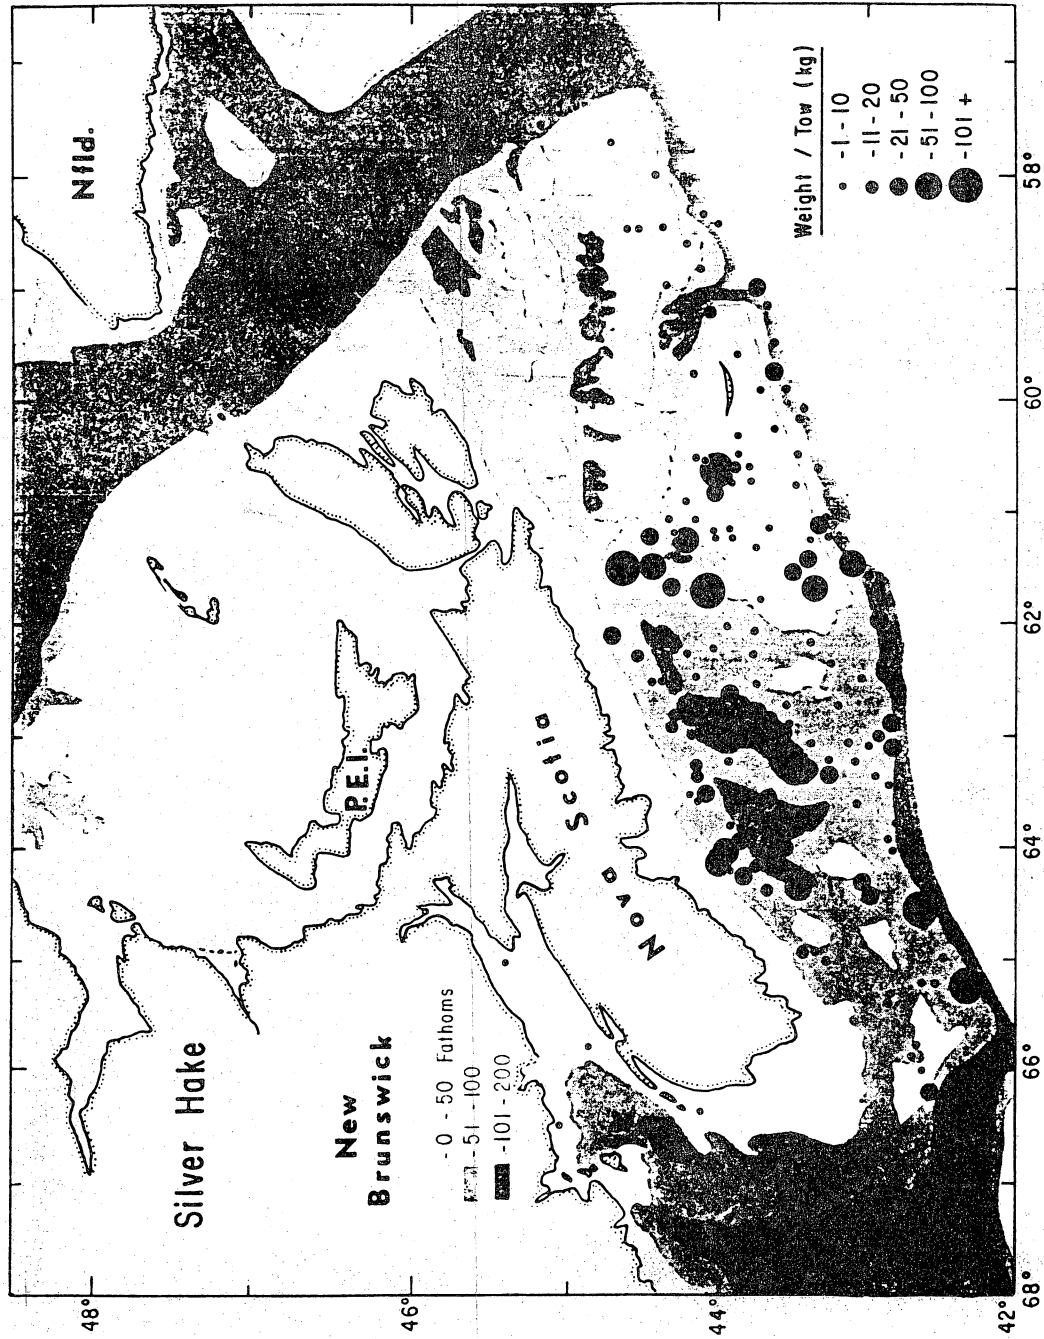 Silver Hake
New
Brunswick
- 0 - 50 Fathoms
- 51 - 100
- 101 - 200
P.E.I.
Nova Scotia
Nfld.
Weight / Tow (kg)
- 1 - 10
- 11 - 20
- 21 - 50
- 51 - 100
- 101 +
48°
46°
44°
42°
68°
66°
64°
62°
60°
58°